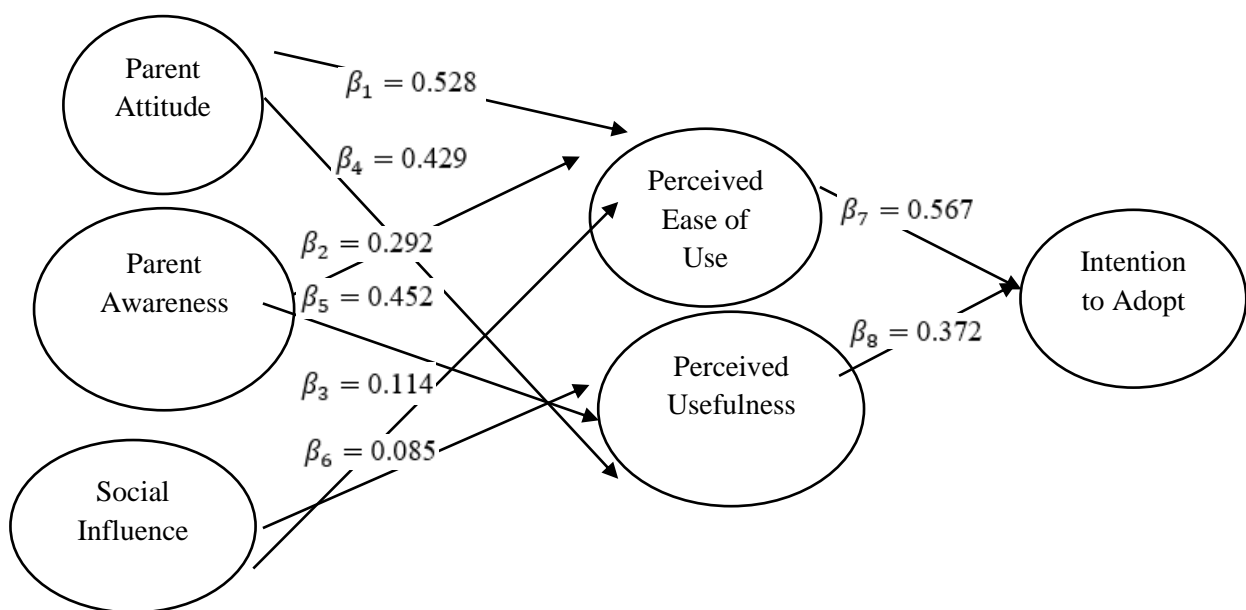 Parent
Attitude
β₁ = 0.528
β₄ = 0.429
Perceived
Ease of
Use
β₇ = 0.567
Parent
Awareness
β₂ = 0.292
β₅ = 0.452
Intention
to Adopt
β₈ = 0.372
β₃ = 0.114
Perceived
Usefulness
β₆ = 0.085
Social
Influence